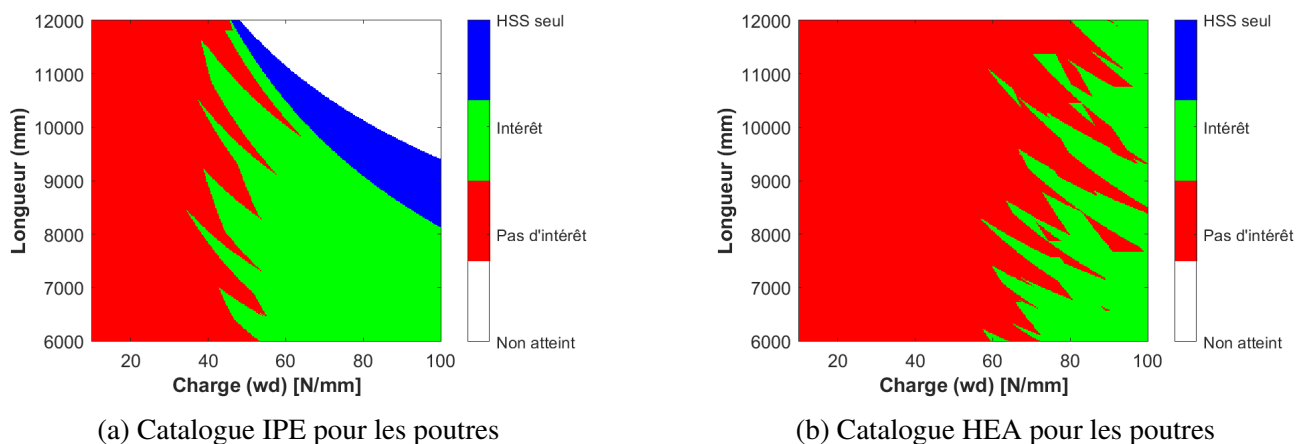 12000
11000
10000
9000
8000
7000
6000
Longueur (mm)
20
40
60
80
100
Charge (wd) [N/mm]
HSS seul
Intérêt
Pas d'intérêt
Non atteint
(a) Catalogue IPE pour les poutres
12000
11000
10000
9000
8000
7000
6000
Longueur (mm)
20
40
60
80
100
Charge (wd) [N/mm]
HSS seul
Intérêt
Pas d'intérêt
Non atteint
(b) Catalogue HEA pour les poutres